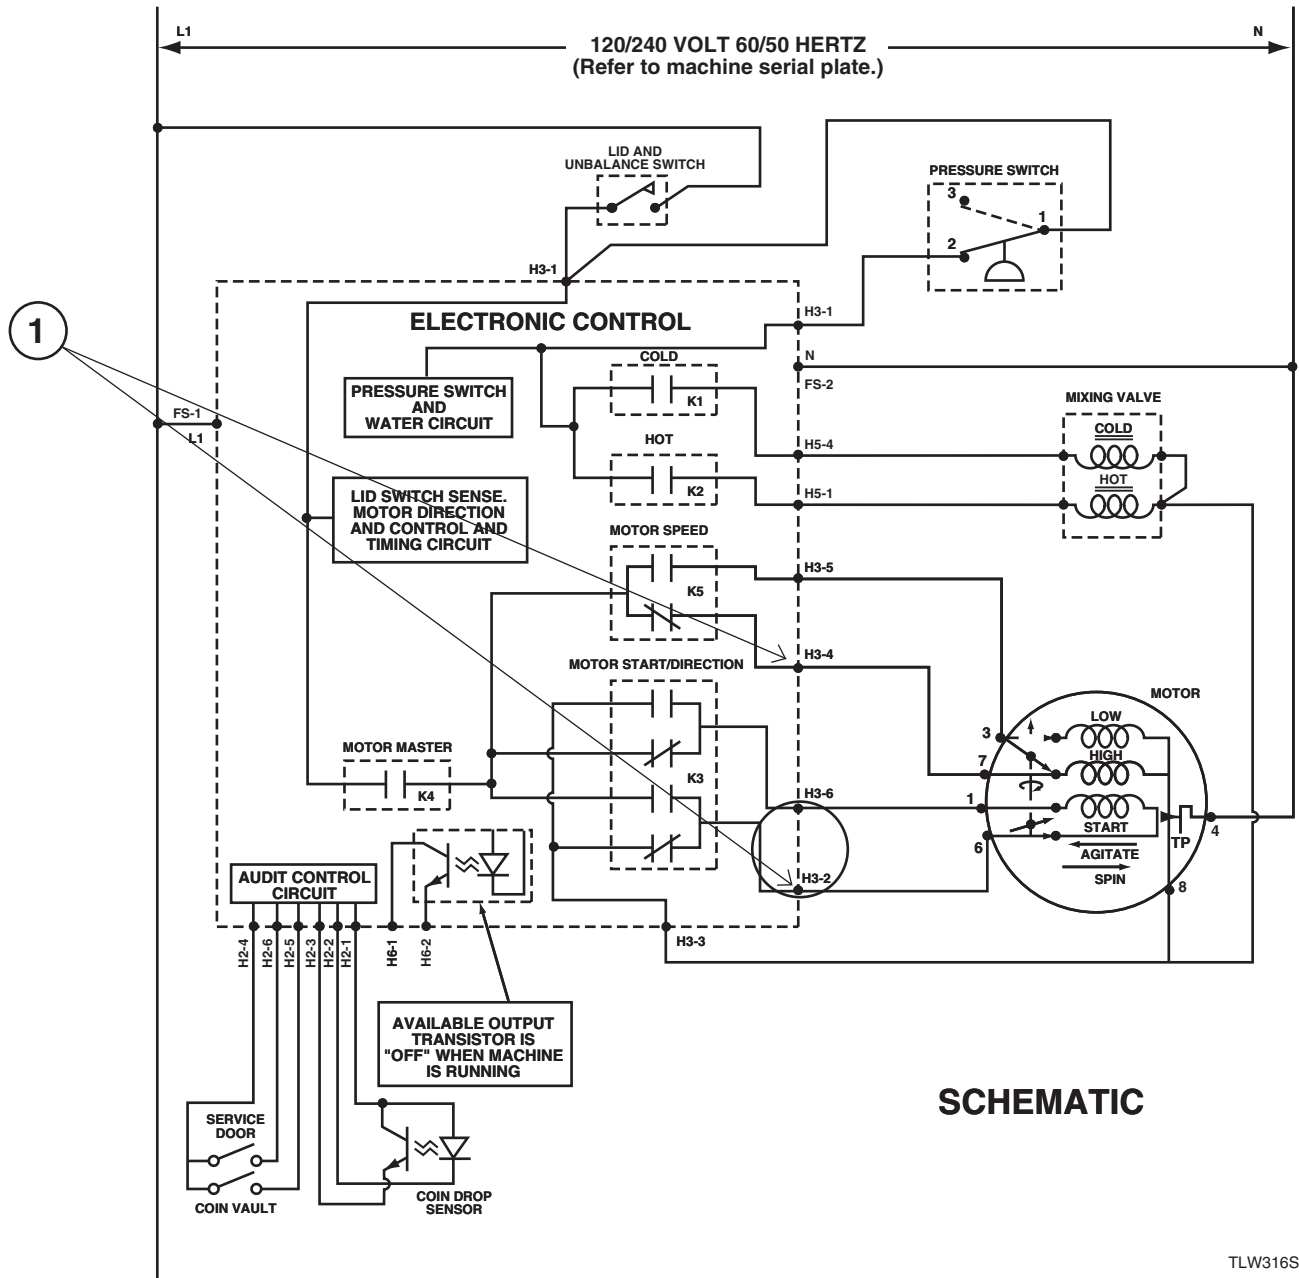 L1
N
120/240 VOLT 60/50 HERTZ
(Refer to machine serial plate.)
LID AND
UNBALANCE SWITCH
PRESSURE SWITCH
3
1
2
H3-1
1
ELECTRONIC CONTROL
H3-1
COLD
N
FS-2
PRESSURE SWITCH
AND
WATER CIRCUIT
K1
MIXING VALVE
FS-1
L1
COLD
HOT
H5-4
HOT
K2
H5-1
LID SWITCH SENSE.
MOTOR DIRECTION
AND CONTROL AND
TIMING CIRCUIT
MOTOR SPEED
H3-5
K5
H3-4
MOTOR START/DIRECTION
MOTOR
LOW
3
HIGH
7
MOTOR MASTER
K4
K3
H3-6
1
START
6
TP
4
AGITATE
SPIN
8
H3-2
AUDIT CONTROL
CIRCUIT
H2-4
H2-6
H2-5
H2-3
H2-2
H2-1
H6-1
H6-2
H3-3
AVAILABLE OUTPUT
TRANSISTOR IS
"OFF" WHEN MACHINE
IS RUNNING
SCHEMATIC
SERVICE
DOOR
COIN VAULT
COIN DROP
SENSOR
TLW316S